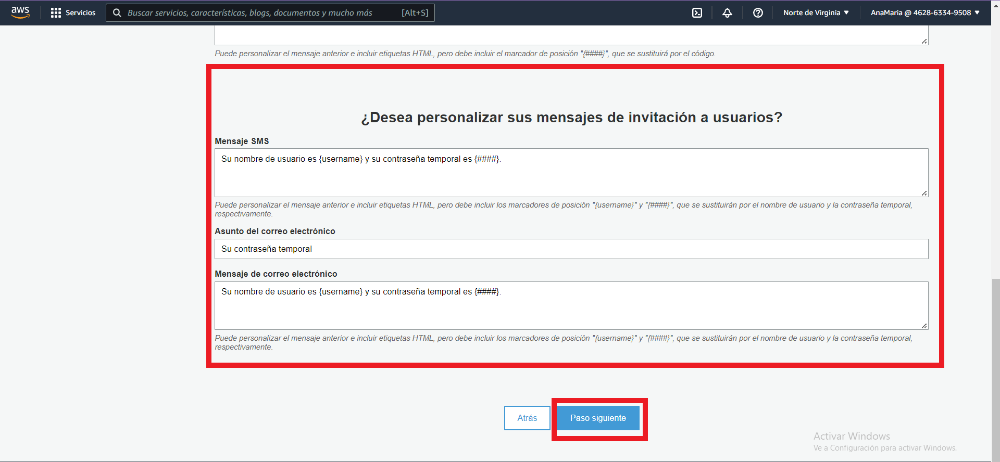 aws
Servicios
Buscar servicios, características, blogs, documentos y mucho más
[Alt+S]
Norte de Virginia
AnaMaria @ 4628-6334-9508
Puede personalizar el mensaje anterior e incluir etiquetas HTML, pero debe incluir el marcador de posición "{####}", que se sustituirá por el código.
¿Desea personalizar sus mensajes de invitación a usuarios?
Mensaje SMS
Su nombre de usuario es {username} y su contraseña temporal es {####}.
Puede personalizar el mensaje anterior e incluir etiquetas HTML, pero debe incluir los marcadores de posición "{username}" y "{####}", que se sustituirán por el nombre de usuario y la contraseña temporal,
respectivamente.
Asunto del correo electrónico
Su contraseña temporal
Mensaje de correo electrónico
Su nombre de usuario es {username} y su contraseña temporal es {####}.
Puede personalizar el mensaje anterior e incluir etiquetas HTML, pero debe incluir los marcadores de posición "{username}" y "{####}", que se sustituirán por el nombre de usuario y la contraseña temporal,
respectivamente.
Atrás
Paso siguiente
Activar Windows
Ve a Configuración para activar Windows.